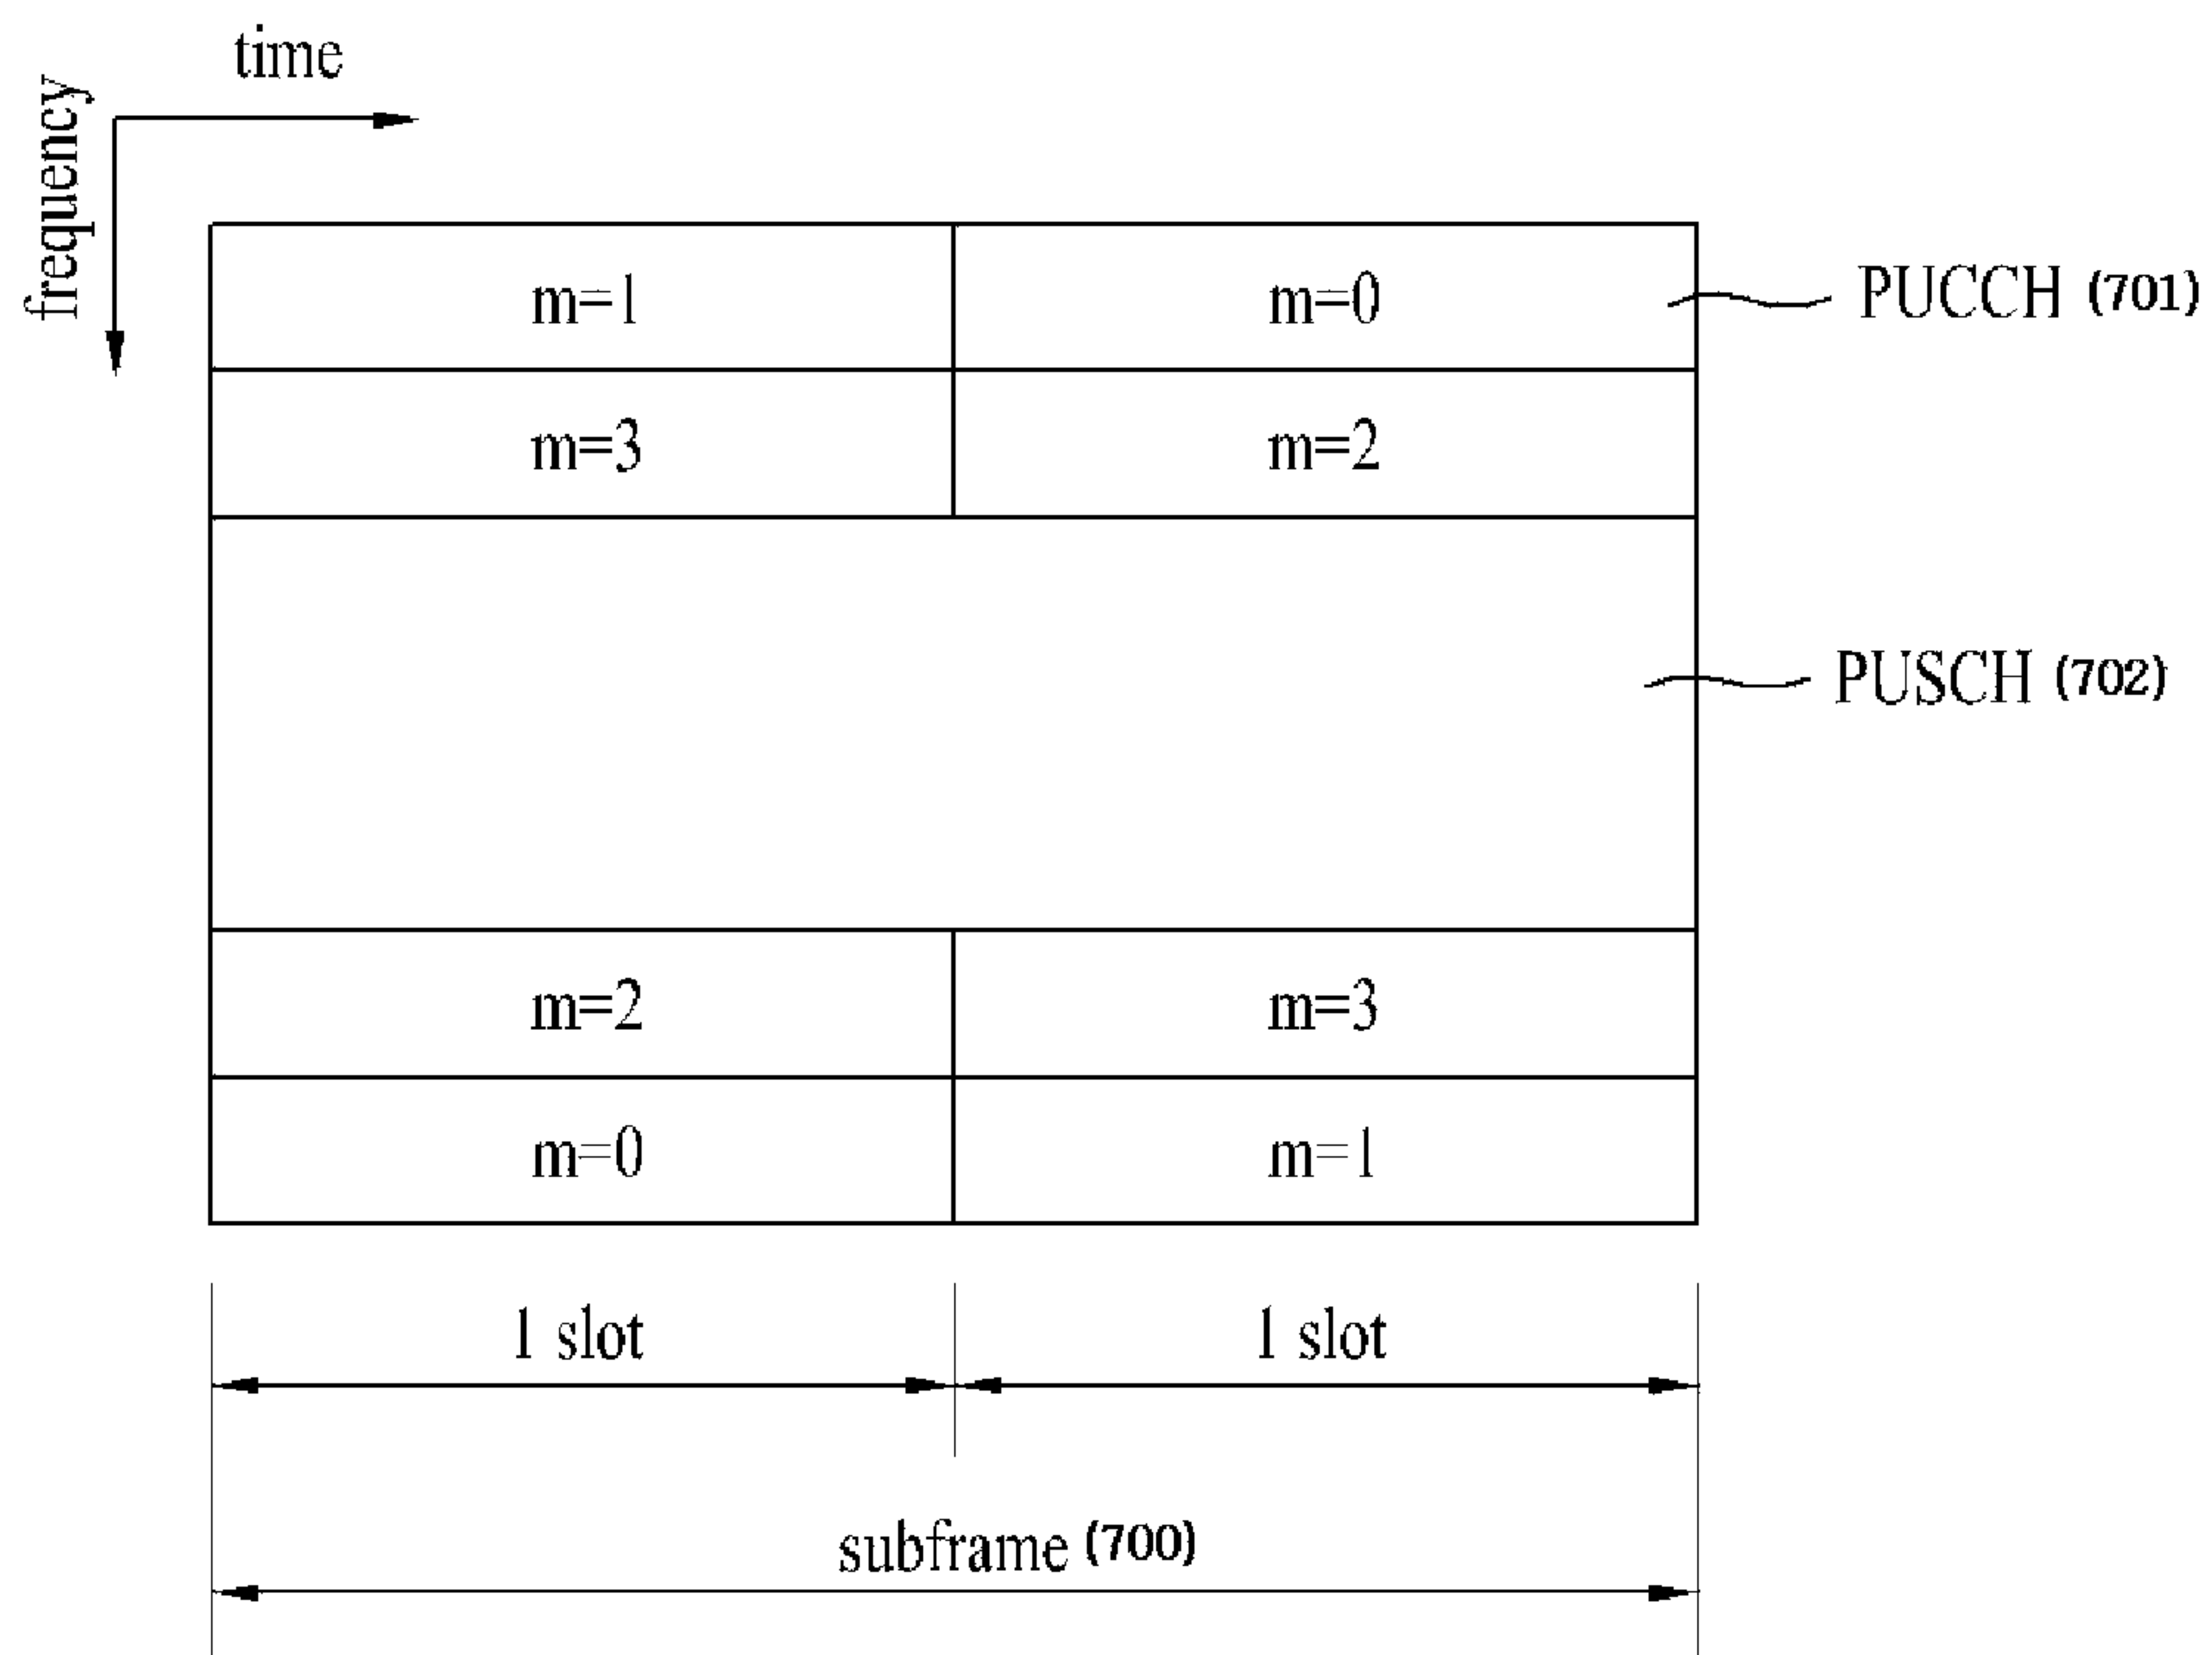 time
frequency
m=1
m=0
PUCCH (701)
m=3
m=2
PUSCH (702)
m=2
m=3
m=0
m=1
1 slot
1 slot
subframe (700)